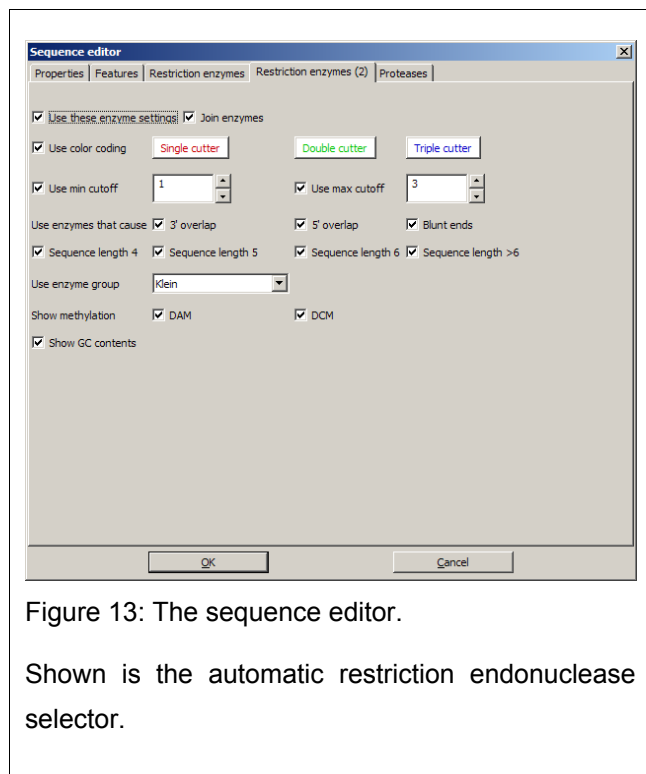 Sequence editor
Properties Features Restriction enzymes Restriction enzymes (2) Proteases
Use these enzyme settings Join enzymes
Use color coding Single cutter Double cutter Triple cutter
Use min cutoff 1 Use max cutoff 3
Use enzymes that cause 3' overlap 5' overlap Blunt ends
Sequence length 4 Sequence length 5 Sequence length 6 Sequence length >6
Use enzyme group Klein
Show methylation DAM DCM
Show GC contents
OK Cancel
Figure 13: The sequence editor.
Shown is the automatic restriction endonuclease
selector.